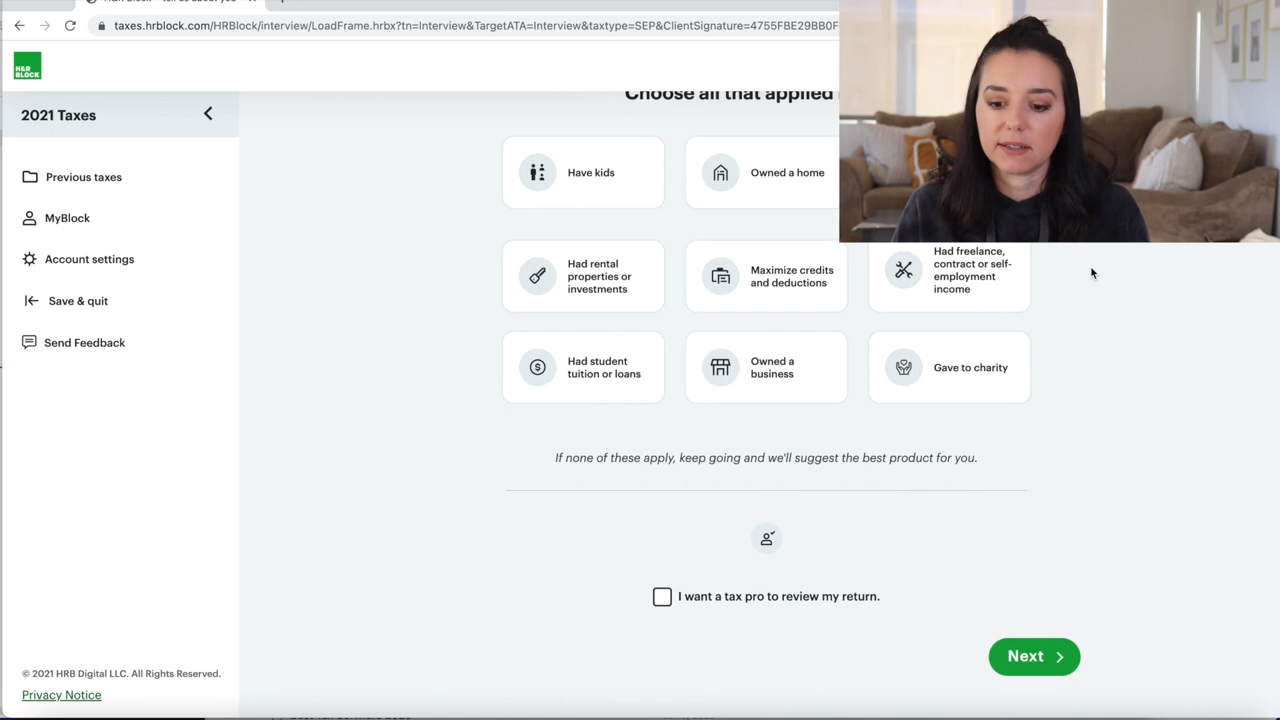 taxes.hrblock.com/HRBlock/interview/LoadFrame.hrbx?tn=Interview&TargetATA=Interview&taxtype=SEP&ClientSignature=4755FBE29BB0F
H&R
BLOCK
2021 Taxes
Previous taxes
MyBlock
Account settings
Save & quit
Send Feedback
© 2021 HRB Digital LLC. All Rights Reserved.
Privacy Notice
Choose all that applied
Have kids
Owned a home
Had rental
properties or
investments
Maximize credits
and deductions
Had freelance,
contract or self-
employment
income
Had student
tuition or loans
Owned a
business
Gave to charity
If none of these apply, keep going and we'll suggest the best product for you.
I want a tax pro to review my return.
Next